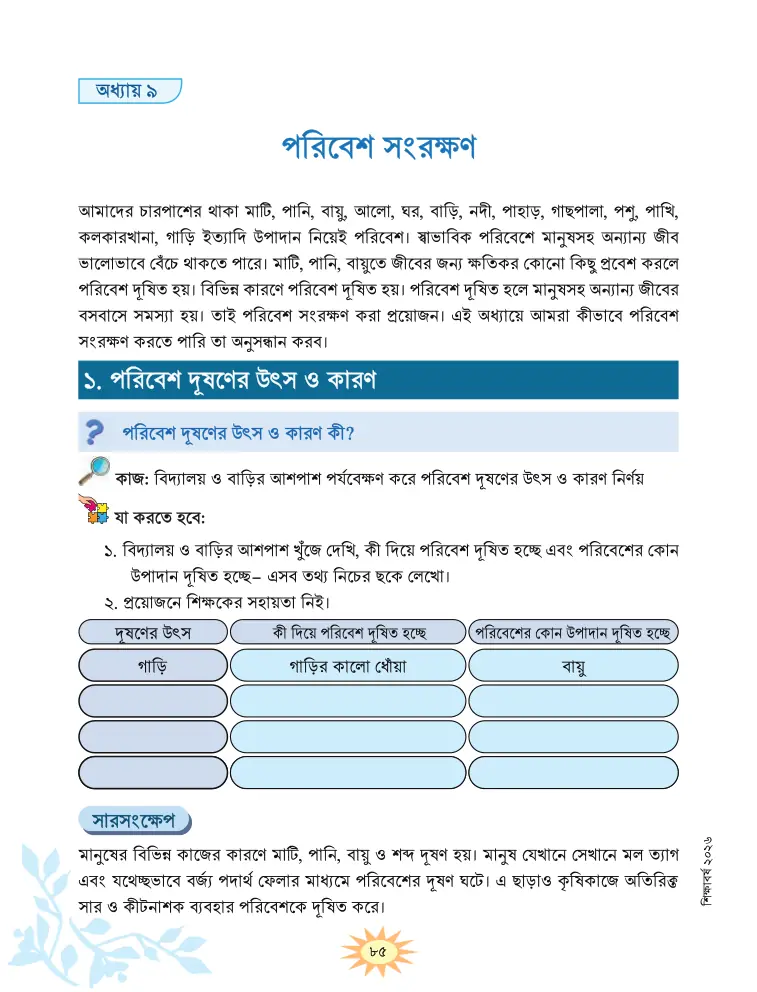 অধ্যায় ৯
পরিবেশ সংরক্ষণ
আমাদের চারপাশের থাকা মাটি, পানি, বায়ু, আলো, ঘর, বাড়ি, নদী, পাহাড়, গাছপালা, পশু, পাখি,
কলকারখানা, গাড়ি ইত্যাদি উপাদান নিয়েই পরিবেশ। স্বাভাবিক পরিবেশে মানুষসহ অন্যান্য জীব
ভালোভাবে বেঁচে থাকতে পারে। মাটি, পানি, বায়ুতে জীবের জন্য ক্ষতিকর কোনো কিছু প্রবেশ করলে
পরিবেশ দূষিত হয়। বিভিন্ন কারণে পরিবেশ দূষিত হয়। পরিবেশ দূষিত হলে মানুষসহ অন্যান্য জীবের
বসবাসে সমস্যা হয়। তাই পরিবেশ সংরক্ষণ করা প্রয়োজন। এই অধ্যায়ে আমরা কীভাবে পরিবেশ
সংরক্ষণ করতে পারি তা অনুসন্ধান করব।
১. পরিবেশ দূষণের উৎস ও কারণ
? পরিবেশ দূষণের উৎস ও কারণ কী?
কাজ: বিদ্যালয় ও বাড়ির আশপাশ পর্যবেক্ষণ করে পরিবেশ দূষণের উৎস ও কারণ নির্ণয়
যা করতে হবে:
১. বিদ্যালয় ও বাড়ির আশপাশ খুঁজে দেখি, কী দিয়ে পরিবেশ দূষিত হচ্ছে এবং পরিবেশের কোন
উপাদান দূষিত হচ্ছে– এসব তথ্য নিচের ছকে লেখো।
২. প্রয়োজনে শিক্ষকের সহায়তা নিই।
দূষণের উৎস কী দিয়ে পরিবেশ দূষিত হচ্ছে পরিবেশের কোন উপাদান দূষিত হচ্ছে
গাড়ি গাড়ির কালো ধোঁয়া বায়ু
সারসংক্ষেপ
মানুষের বিভিন্ন কাজের কারণে মাটি, পানি, বায়ু ও শব্দ দূষণ হয়। মানুষ যেখানে সেখানে মল ত্যাগ
এবং যথেচ্ছভাবে বর্জ্য পদার্থ ফেলার মাধ্যমে পরিবেশের দূষণ ঘটে। এ ছাড়াও কৃষিকাজে অতিরিক্ত
সার ও কীটনাশক ব্যবহার পরিবেশকে দূষিত করে।
শিক্ষাবর্ষ ২০২৬
৮৫